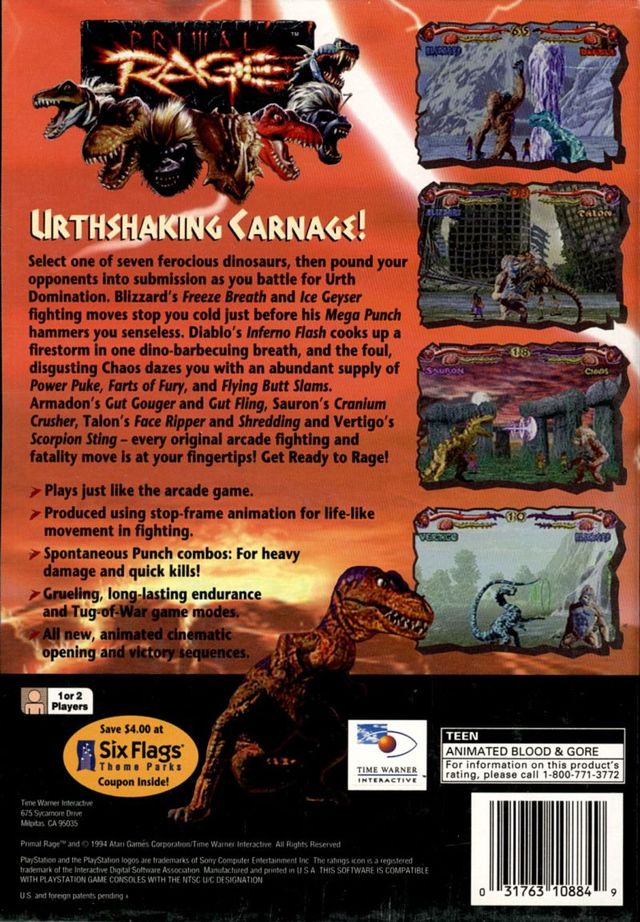 PRIMAL
RAGE™
URTHSHAKING CARNAGE!
Select one of seven ferocious dinosaurs, then pound your
opponents into submission as you battle for Urth
Domination. Blizzard's Freeze Breath and Ice Geyser
fighting moves stop you cold just before his Mega Punch
hammers you senseless. Diablo's Inferno Flash cooks up a
firestorm in one dino-barbecuing breath, and the foul,
disgusting Chaos dazes you with an abundant supply of
Power Puke, Farts of Fury, and Flying Butt Slams.
Armadon's Gut Gouger and Gut Fling, Sauron's Cranium
Crusher, Talon's Face Ripper and Shredding and Vertigo's
Scorpion Sting – every original arcade fighting and
fatality move is at your fingertips! Get Ready to Rage!
Plays just like the arcade game.
Produced using stop-frame animation for life-like
movement in fighting.
Spontaneous Punch combos: For heavy
damage and quick kills!
Grueling, long-lasting endurance
and Tug-of-War game modes.
All new, animated cinematic
opening and victory sequences.
BLIZZARD
BLIZZARD
TALON
SAURON
18
CHAOS
VERTIGO
BLIZZARD
1 or 2
Players
Save $4.00 at
Six Flags®
Theme Parks
Coupon Inside!
TIME WARNER
INTERACTIVE
TEEN
ANIMATED BLOOD & GORE
For information on this product's
rating, please call 1-800-771-3772
Time Warner Interactive
675 Sycamore Drive
Milpitas, CA 95035
Primal Rage™ and © 1994 Atari Games Corporation/Time Warner Interactive. All Rights Reserved
PlayStation and the PlayStation logos are trademarks of Sony Computer Entertainment Inc. The ratings icon is a registered
trademark of the Interactive Digital Software Association. Manufactured and printed in U.S.A. THIS SOFTWARE IS COMPATIBLE
WITH PLAYSTATION GAME CONSOLES WITH THE NTSC U/C DESIGNATION.
U.S. and foreign patents pending
0 31763 10884 9